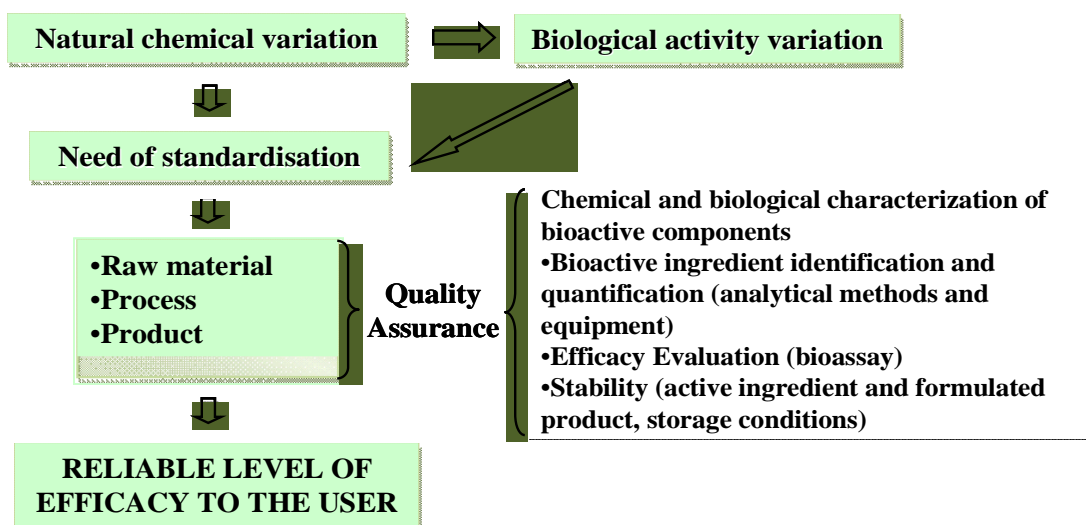 Natural chemical variation
Biological activity variation
Need of standardisation
•Raw material
•Process
•Product
Quality
Assurance
Chemical and biological characterization of
bioactive components
•Bioactive ingredient identification and
quantification (analytical methods and
equipment)
•Efficacy Evaluation (bioassay)
•Stability (active ingredient and formulated
product, storage conditions)
RELIABLE LEVEL OF
EFFICACY TO THE USER